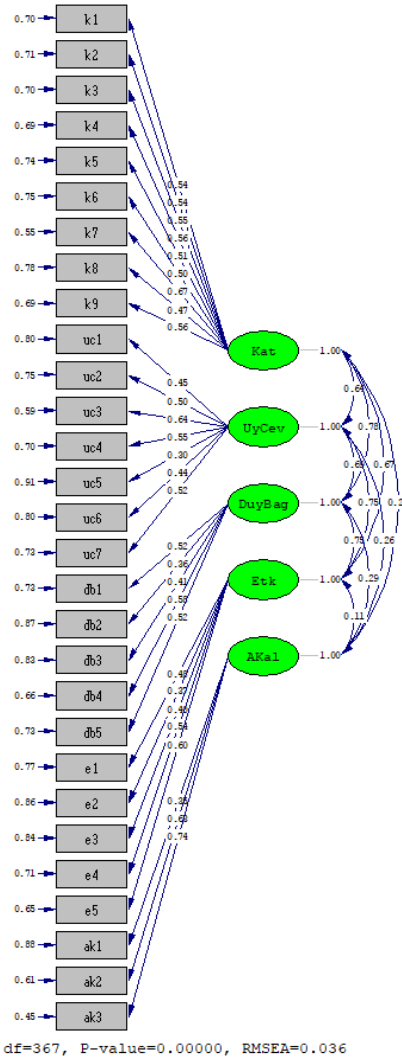 0.70 k1
0.71 k2
0.70 k3
0.69 k4
0.74 k5
0.75 k6
0.55 k7
0.78 k8
0.69 k9
0.80 uc1
0.75 uc2
0.59 uc3
0.70 uc4
0.91 uc5
0.80 uc6
0.73 uc7
0.73 db1
0.87 db2
0.83 db3
0.66 db4
0.73 db5
0.77 e1
0.86 e2
0.84 e3
0.71 e4
0.65 e5
0.88 ak1
0.61 ak2
0.45 ak3
0.54
0.54
0.55
0.56
0.51
0.50
0.67
0.47
0.56
0.45
0.50
0.64
0.55
0.30
0.44
0.52
0.52
0.36
0.41
0.52
0.37
0.54
0.60
0.74
Kat 1.00
UyCev 1.00
DuyBag 1.00
Etk 1.00
AKal 1.00
0.64
0.78
0.67
0.75
0.26
0.75
0.29
0.11
df=367, P-value=0.00000, RMSEA=0.036